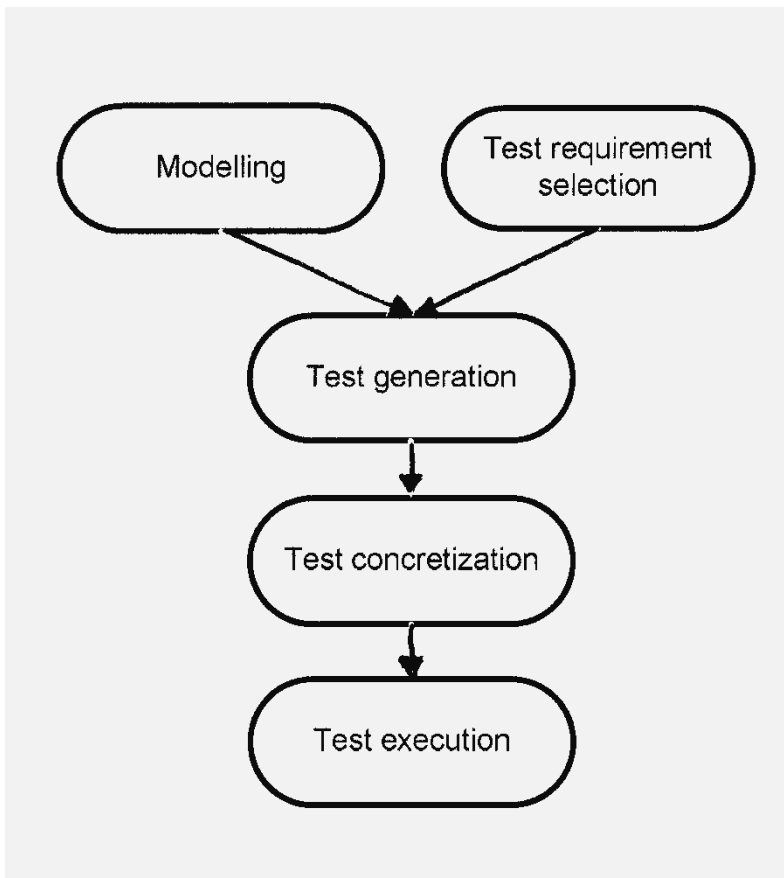 Modelling
Test requirement
selection
Test generation
Test concretization
Test execution